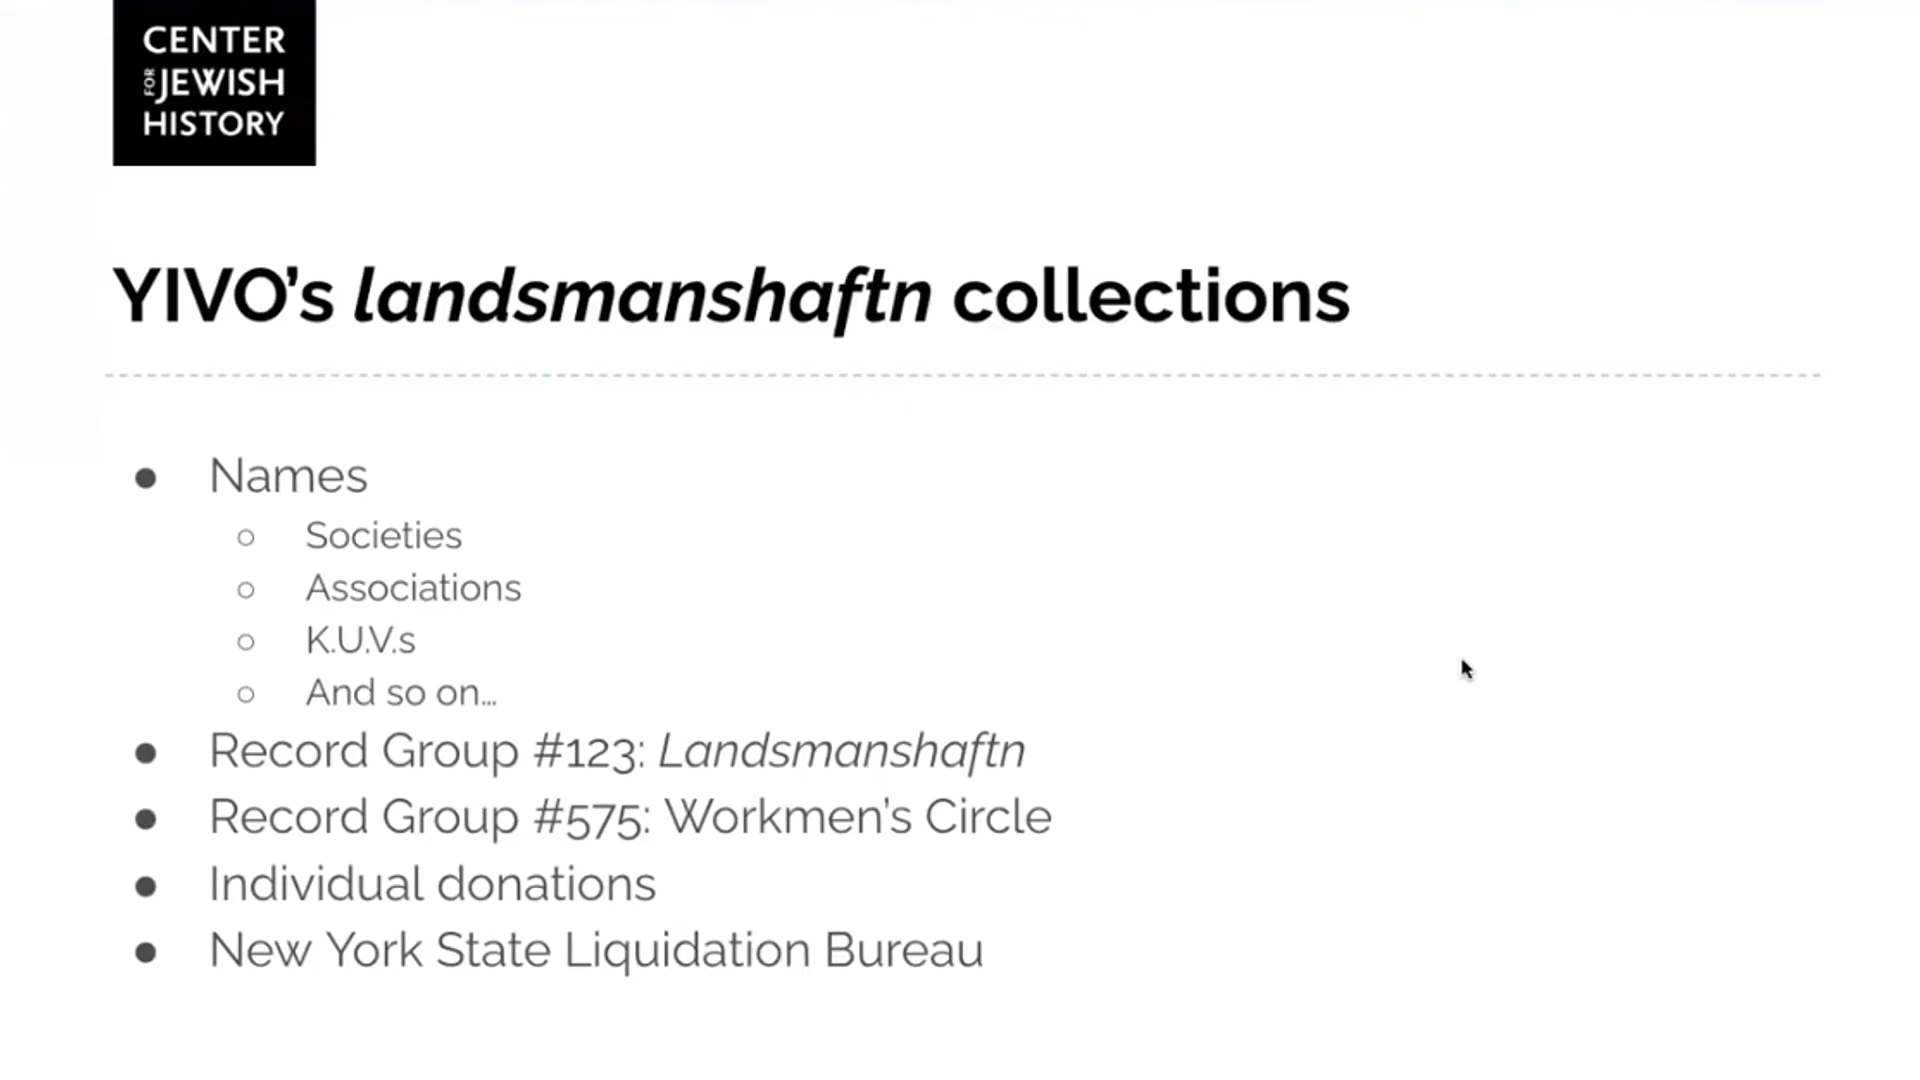 CENTER
FOR JEWISH
HISTORY
YIVO’s landsmanshaftn collections
● Names
○ Societies
○ Associations
○ K.U.V.s
○ And so on…
● Record Group #123: Landsmanshaftn
● Record Group #575: Workmen’s Circle
● Individual donations
● New York State Liquidation Bureau